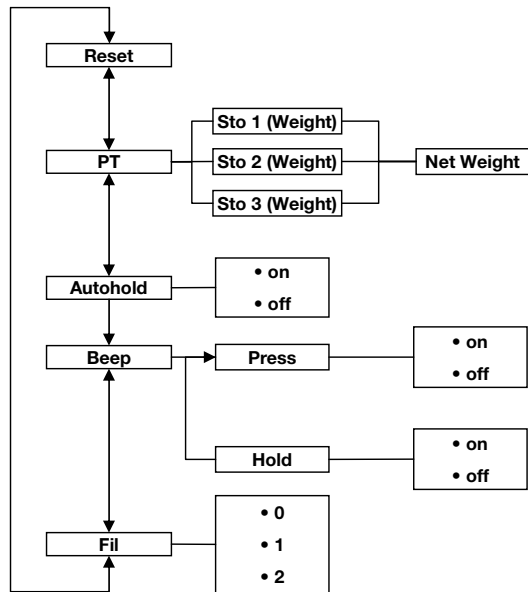 Reset
PT
Sto 1 (Weight)
Sto 2 (Weight)
Sto 3 (Weight)
Net Weight
Autohold
• on
• off
Beep
Press
• on
• off
Hold
• on
• off
Fil
• 0
• 1
• 2